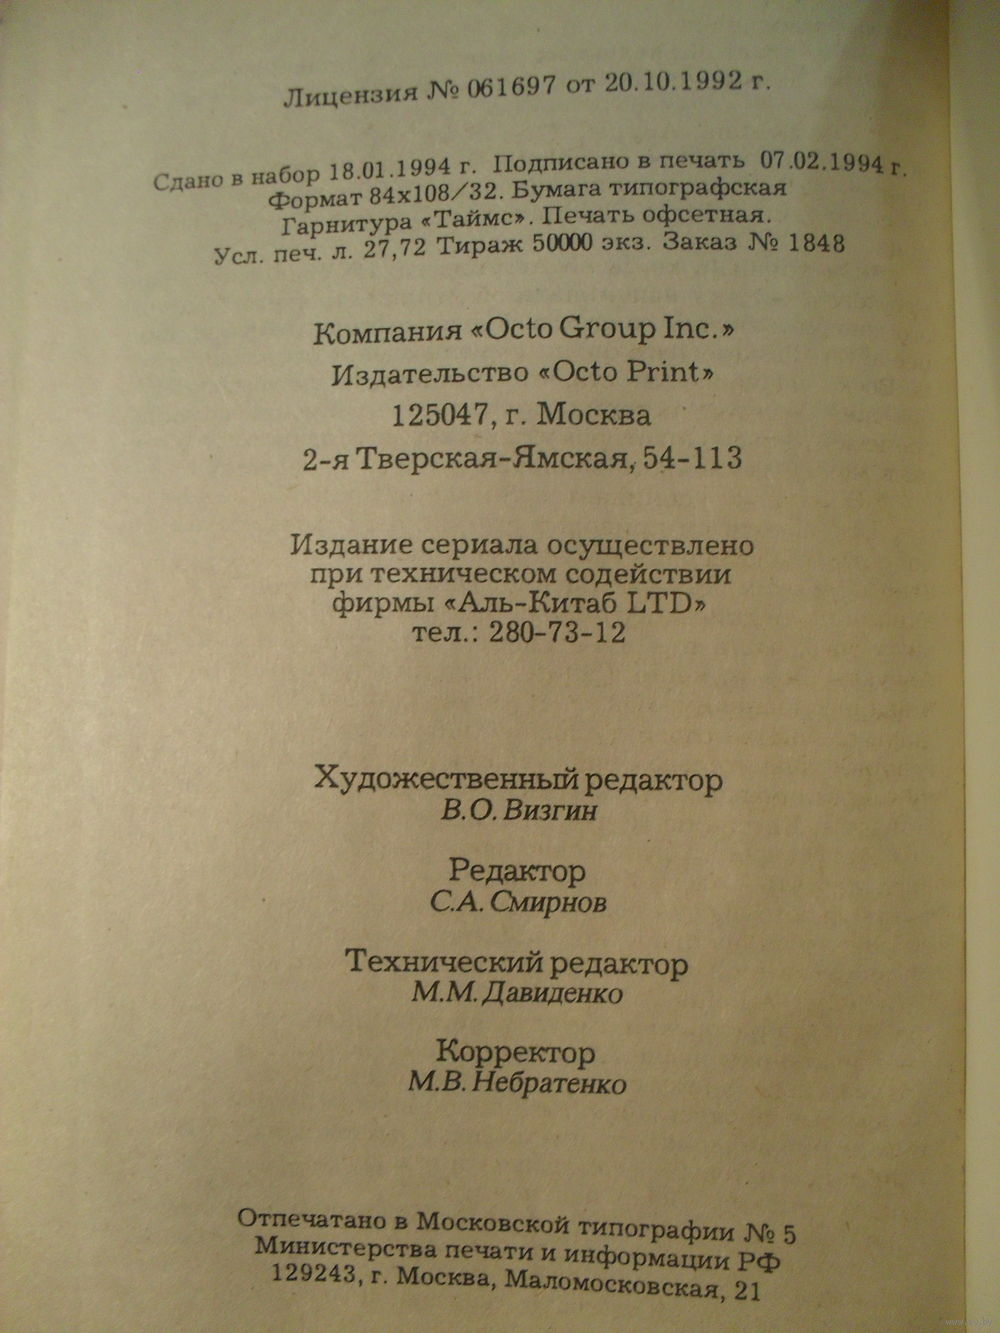 Лицензия № 061697 от 20.10.1992 г.
Сдано в набор 18.01.1994 г. Подписано в печать 07.02.1994 г.
Формат 84х108/32. Бумага типографская
Гарнитура «Таймс». Печать офсетная.
Усл. печ. л. 27,72 Тираж 50000 экз. Заказ № 1848
Компания «Octo Group Inc.»
Издательство «Octo Print»
125047, г. Москва
2-я Тверская-Ямская, 54-113
Издание сериала осуществлено
при техническом содействии
фирмы «Аль-Китаб LTD»
тел.: 280-73-12
Художественный редактор
В.О. Визгин
Редактор
С.А. Смирнов
Технический редактор
М.М. Давиденко
Корректор
М.В. Небратенко
Отпечатано в Московской типографии № 5
Министерства печати и информации РФ
129243, г. Москва, Маломосковская, 21